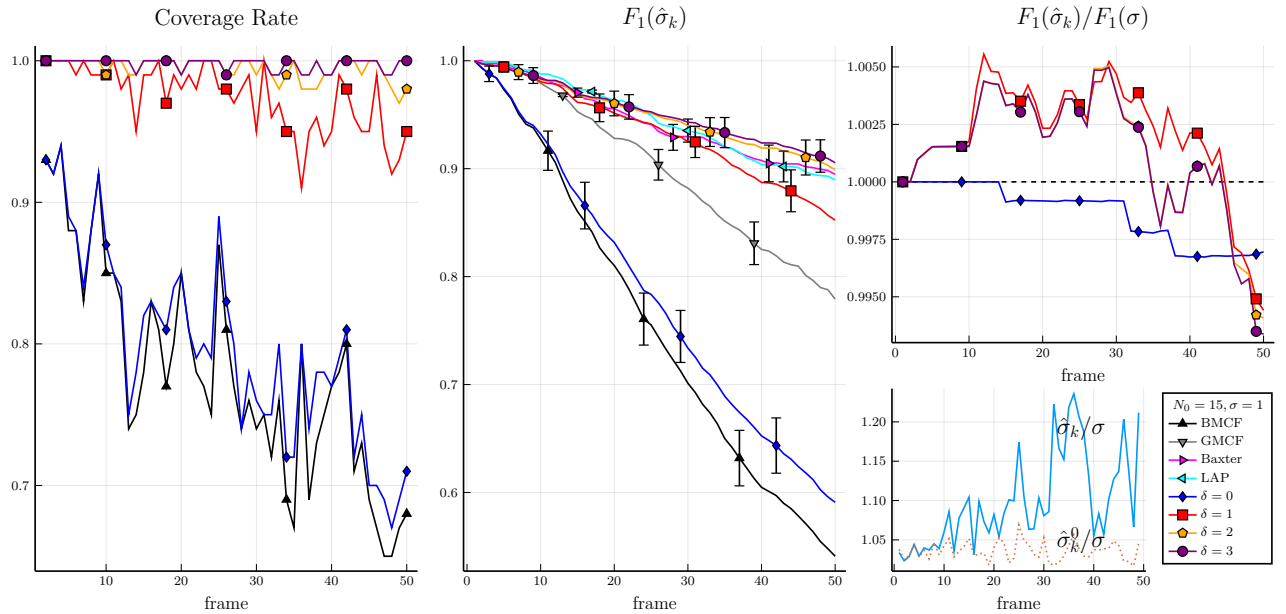 Coverage Rate
1.0
0.9
0.8
0.7
10 20 30 40 50
frame
F₁(σ̂ₖ)
1.0
0.9
0.8
0.7
0.6
0 10 20 30 40 50
frame
F₁(σ̂ₖ)/F₁(σ)
1.0050
1.0025
1.0000
0.9975
0.9950
0 10 20 30 40 50
frame
1.20
1.15
1.10
1.05
σ̂ₖ/σ
σ̂ₖ⁰/σ
0 10 20 30 40 50
frame
N₀ = 15, σ = 1
BMCF
GMCF
Baxter
LAP
δ = 0
δ = 1
δ = 2
δ = 3